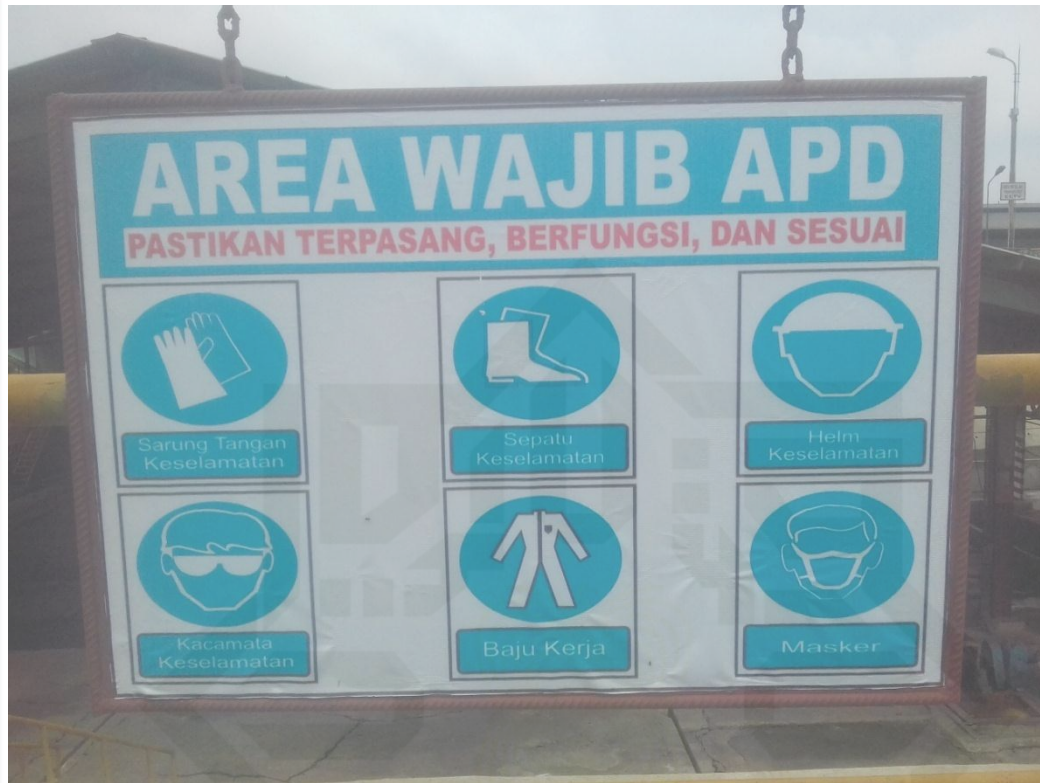 AREA WAJIB APD
PASTIKAN TERPASANG, BERFUNGSI, DAN SESUAI
Sarung Tangan
Keselamatan
Sepatu
Keselamatan
Helm
Keselamatan
Kacamata
Keselamatan
Baju Kerja
Masker